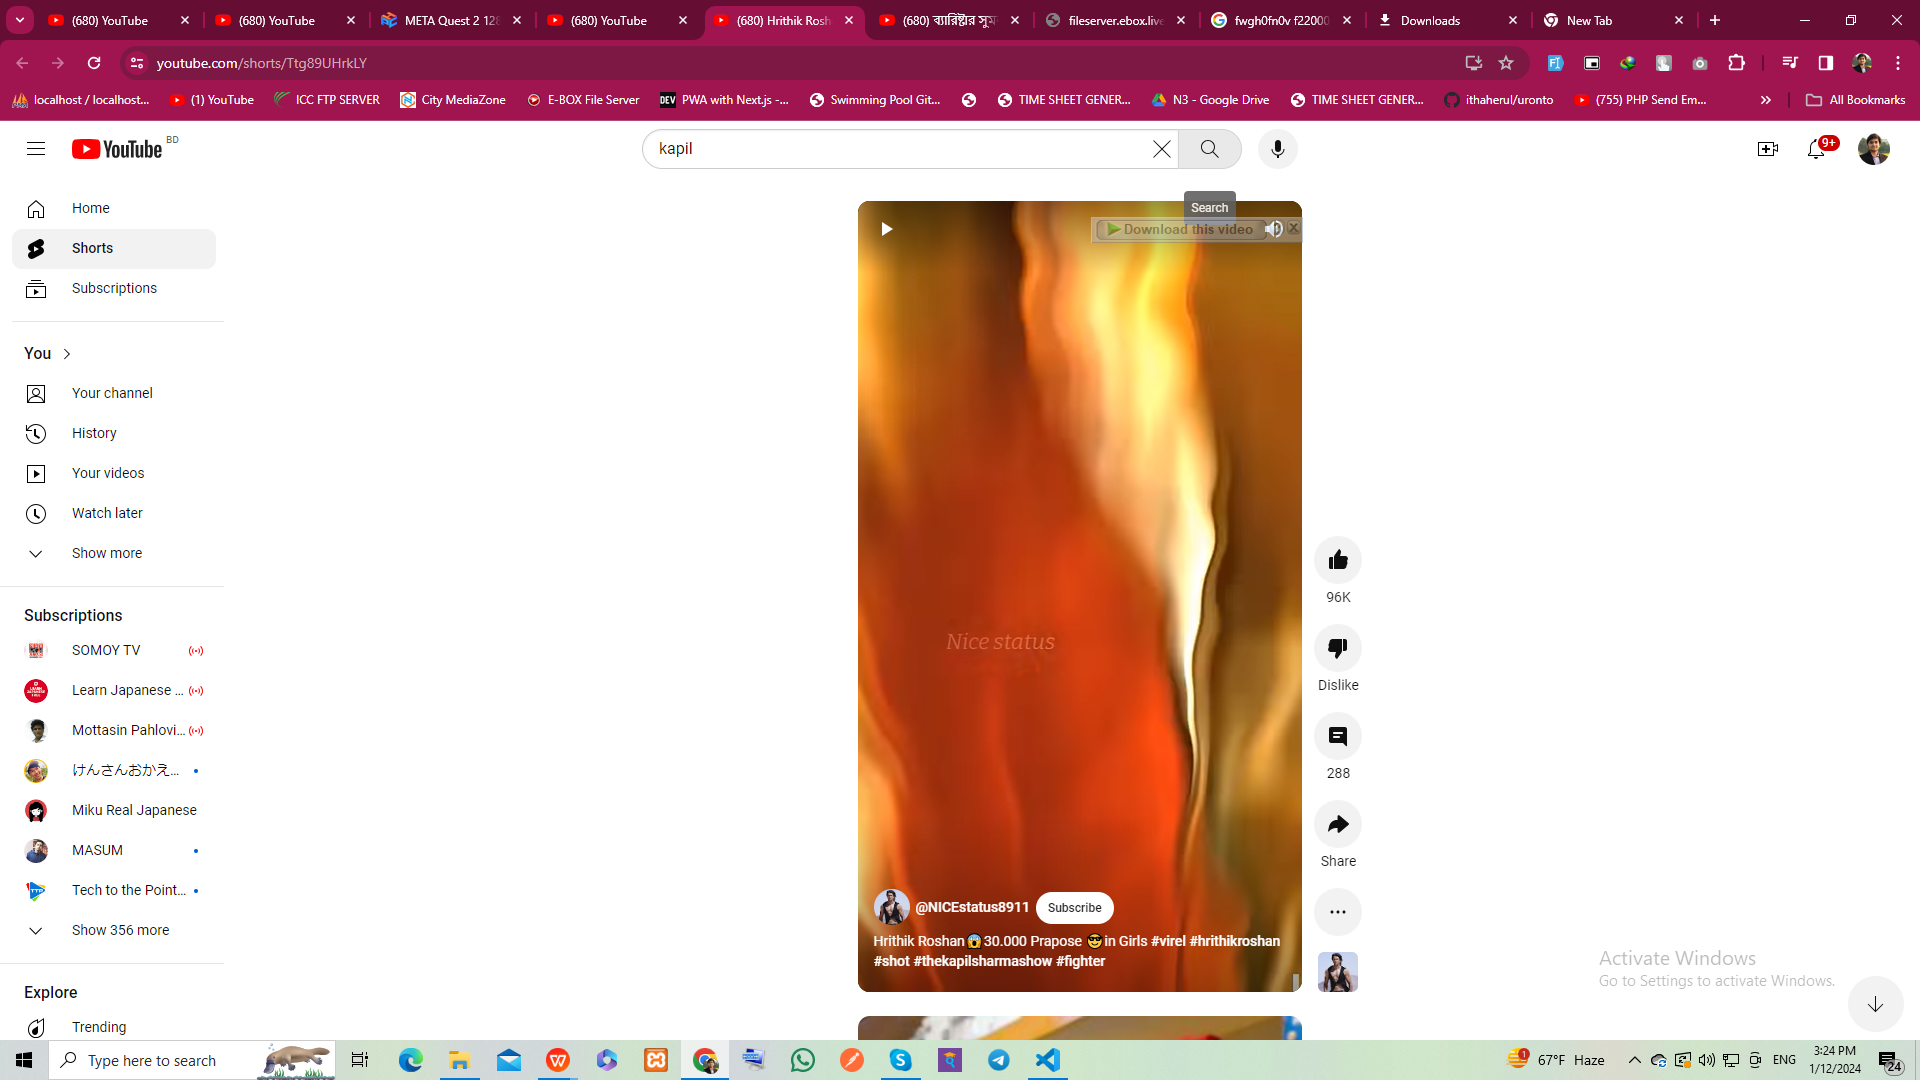 (680) YouTube
(680) YouTube
META Quest 2 128
(680) YouTube
(680) Hrithik Rosh
(680) ব্যারিষ্টার সুমন
fileserver.ebox.live
fwgh0fn0v f22000
Downloads
New Tab
youtube.com/shorts/Ttg89UHrkLY
localhost / localhost...
(1) YouTube
ICC FTP SERVER
City MediaZone
E-BOX File Server
DEV
PWA with Next.js -...
Swimming Pool Git...
TIME SHEET GENER...
N3 - Google Drive
TIME SHEET GENER...
ithaherul/uronto
(755) PHP Send Em...
All Bookmarks
YouTube BD
kapil
9+
Search
Download this video
Home
Shorts
Subscriptions
You
Your channel
History
Your videos
Watch later
Show more
Subscriptions
SOMOY TV
Learn Japanese ...
Mottasin Pahlovi...
けんさんおかえ...
Miku Real Japanese
MASUM
Tech to the Point...
Show 356 more
Explore
Trending
Nice status
@NICEstatus8911
Subscribe
Hrithik Roshan😱30.000 Prapose 😎in Girls #virel #hrithikroshan
#shot #thekapilsharmashow #fighter
96K
Dislike
288
Share
Activate Windows
Go to Settings to activate Windows.
Type here to search
1
67°F Haze
ENG
3:24 PM
1/12/2024
24